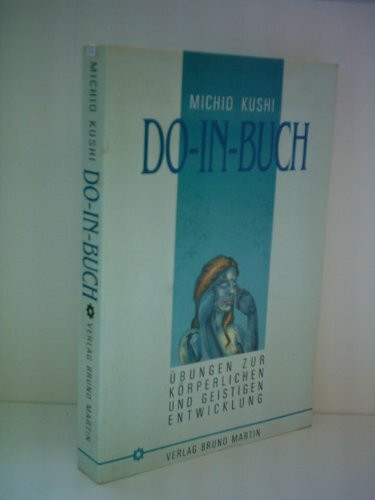 MICHIO KUSHI
DO-IN-BUCH
VERLAG BRUNO MARTIN
MICHIO KUSHI
DO-IN-BUCH
ÜBUNGEN ZUR
KÖRPERLICHEN
UND GEISTIGEN
ENTWICKLUNG
VERLAG BRUNO MARTIN